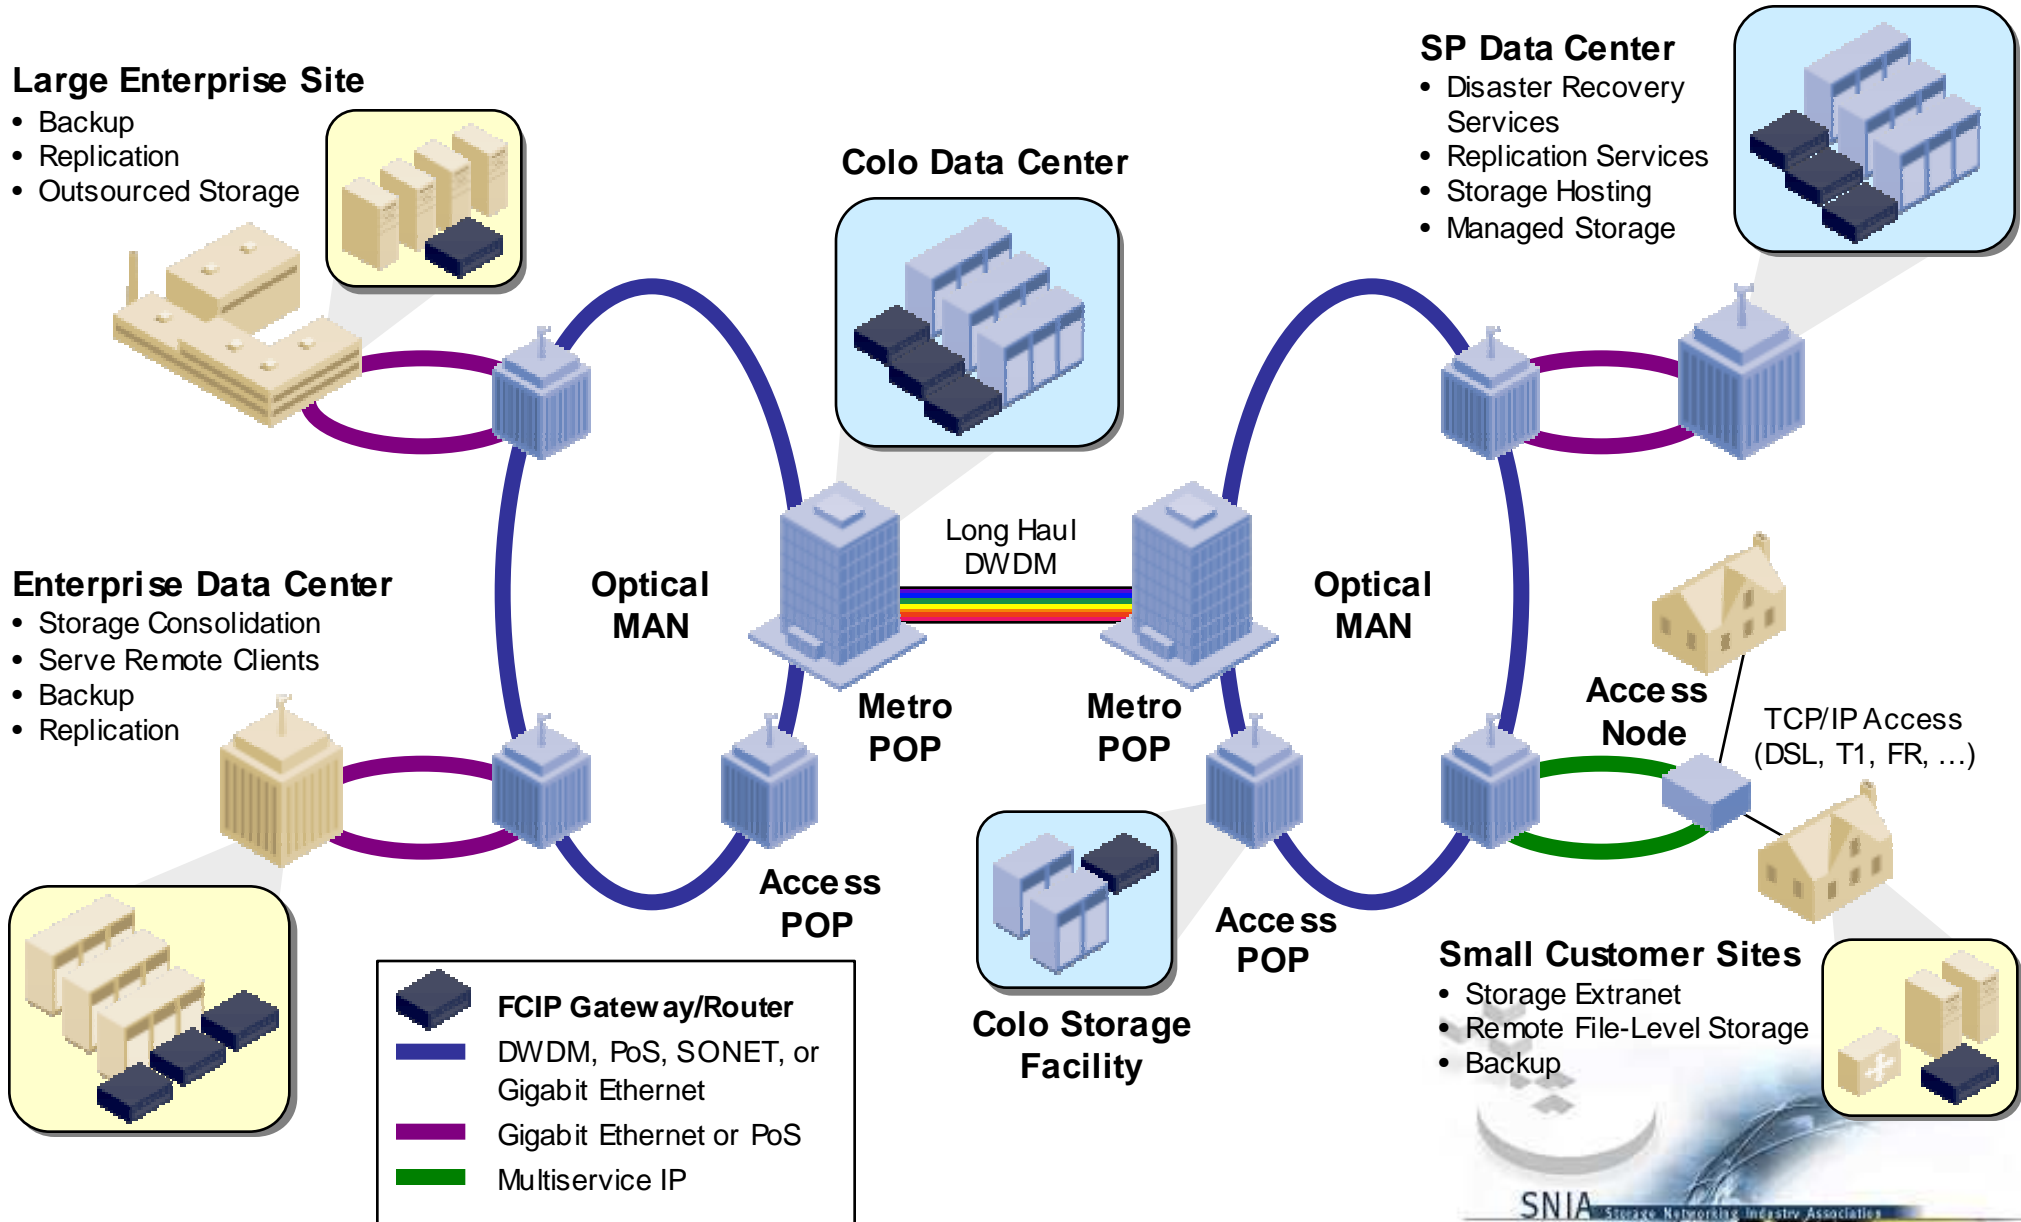 Large Enterprise Site
• Backup
• Replication
• Outsourced Storage
Colo Data Center
SP Data Center
• Disaster Recovery
Services
• Replication Services
• Storage Hosting
• Managed Storage
Enterprise Data Center
• Storage Consolidation
• Serve Remote Clients
• Backup
• Replication
Optical
MAN
Long Haul
DWDM
Optical
MAN
Metro
POP
Metro
POP
Access
Node
TCP/IP Access
(DSL, T1, FR, …)
Access
POP
Access
POP
Colo Storage
Facility
Small Customer Sites
• Storage Extranet
• Remote File-Level Storage
• Backup
FCIP Gateway/Router
DWDM, PoS, SONET, or
Gigabit Ethernet
Gigabit Ethernet or PoS
Multiservice IP
SNIA Storage Networking Industry Association